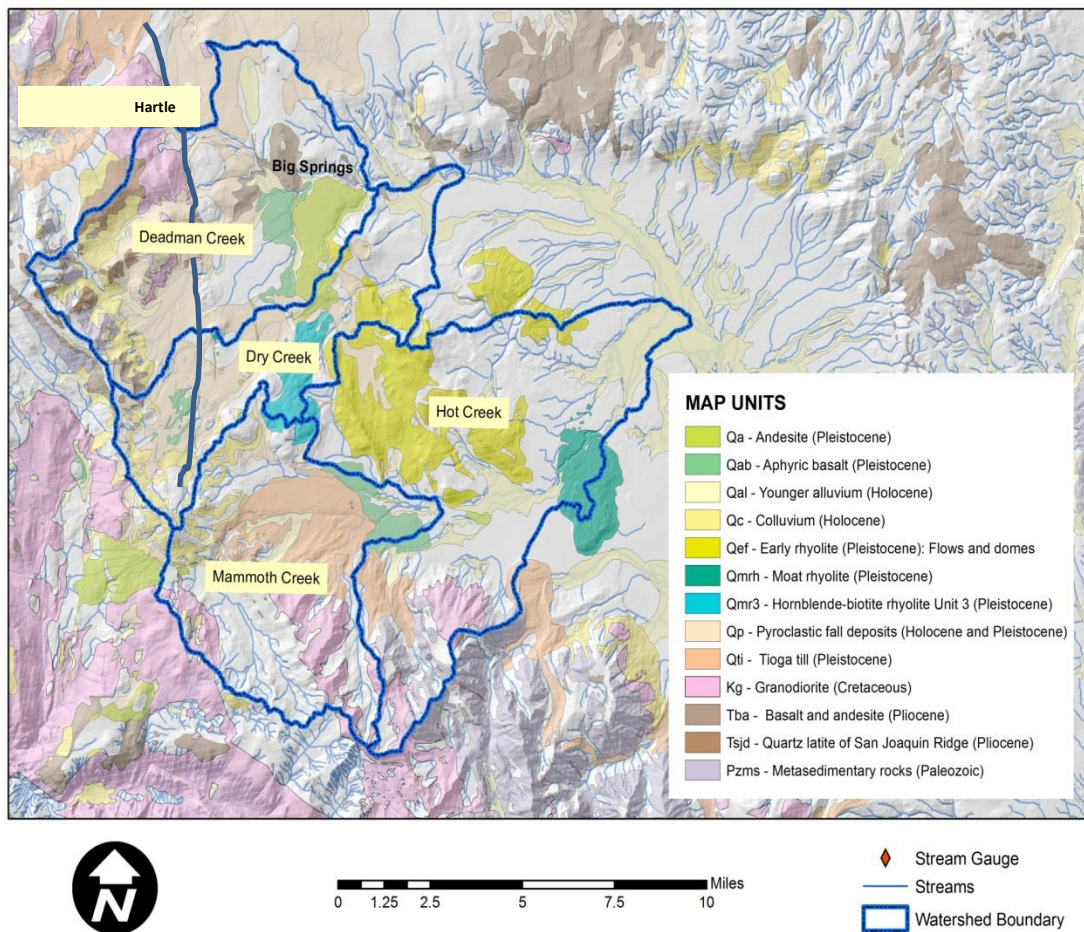 Hartle
Big Springs
Deadman Creek
Dry Creek
Hot Creek
Mammoth Creek
MAP UNITS
Qa - Andesite (Pleistocene)
Qab - Aphyric basalt (Pleistocene)
Qal - Younger alluvium (Holocene)
Qc - Colluvium (Holocene)
Qef - Early rhyolite (Pleistocene): Flows and domes
Qmrh - Moat rhyolite (Pleistocene)
Qmr3 - Hornblende-biotite rhyolite Unit 3 (Pleistocene)
Qp - Pyroclastic fall deposits (Holocene and Pleistocene)
Qti - Tioga till (Pleistocene)
Kg - Granodiorite (Cretaceous)
Tba - Basalt and andesite (Pliocene)
Tsjd - Quartz latite of San Joaquin Ridge (Pliocene)
Pzms - Metasedimentary rocks (Paleozoic)
N
Miles
0 1.25 2.5 5 7.5 10
Stream Gauge
Streams
Watershed Boundary